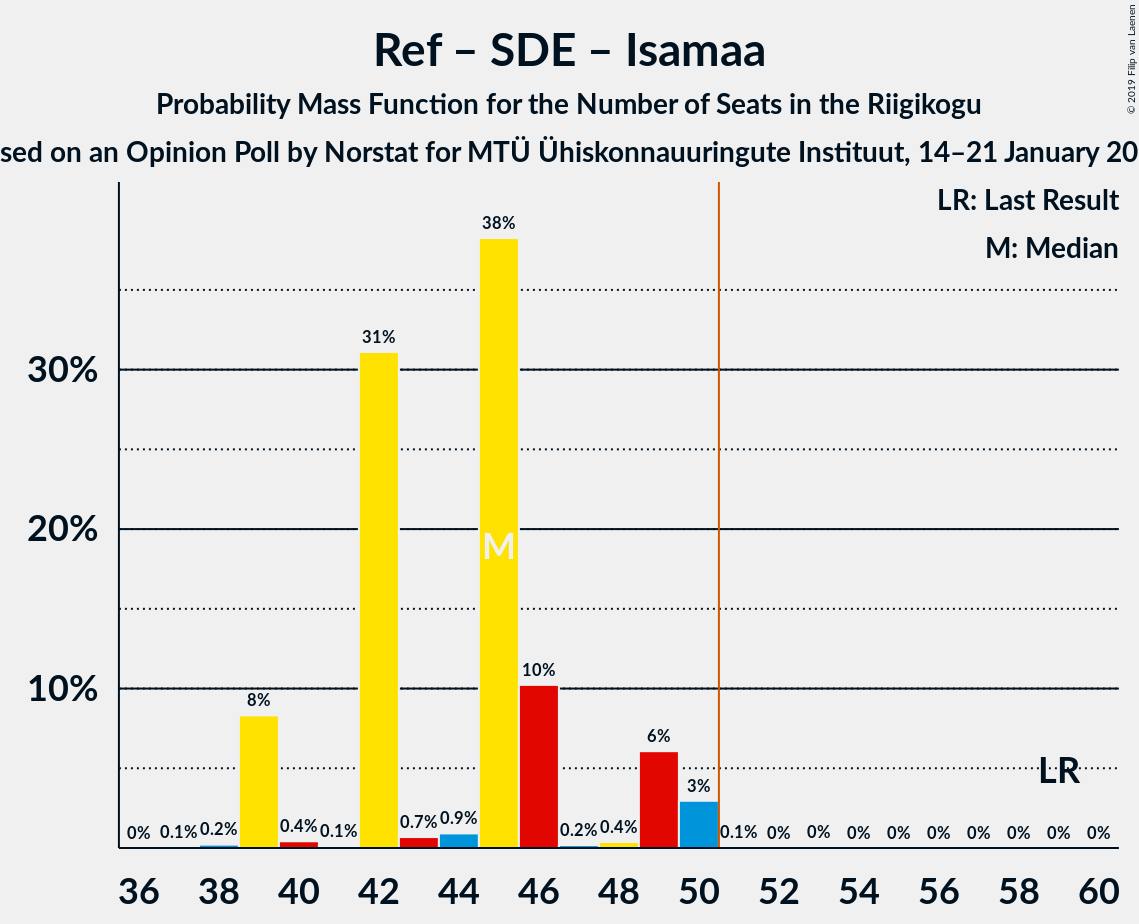 Ref – SDE – Isamaa
Probability Mass Function for the Number of Seats in the Riigikogu
sed on an Opinion Poll by Norstat for MTÜ Ühiskonnauuringute Instituut, 14–21 January 20
© 2019 Filip van Laenen
LR: Last Result
M: Median
38%
31%
30%
20%
M
10%
10%
8%
6%
LR
3%
0% 0.1% 0.2% 0.4% 0.1% 0.7% 0.9% 0.2% 0.4% 0.1% 0% 0% 0% 0% 0% 0% 0% 0% 0%
36 38 40 42 44 46 48 50 52 54 56 58 60